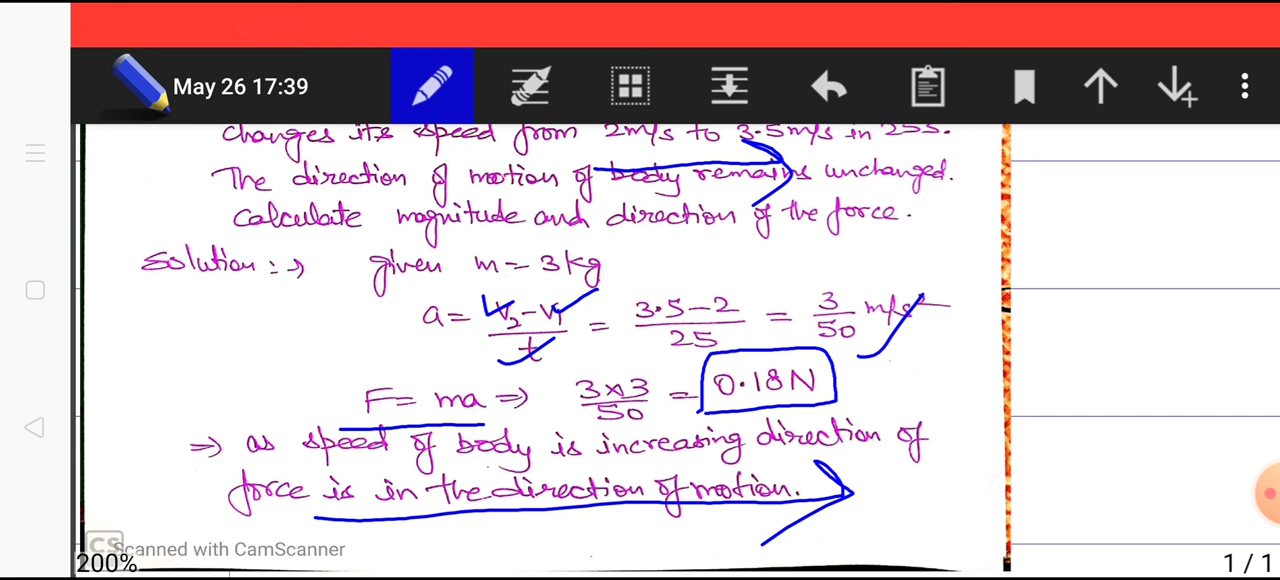 May 26 17:39
changes its speed from 2m/s to 3.5m/s in 25s.
The direction of motion of body remains unchanged.
calculate magnitude and direction of the force.
Solution :→ given m = 3kg
a = V₂-V₁/t = 3.5-2/25 = 3/50 m/s²
F = ma ⇒ 3×3/50 = 0.18N
⇒ as speed of body is increasing direction of
force is in the direction of motion.
CS Scanned with CamScanner
200%
1 / 1